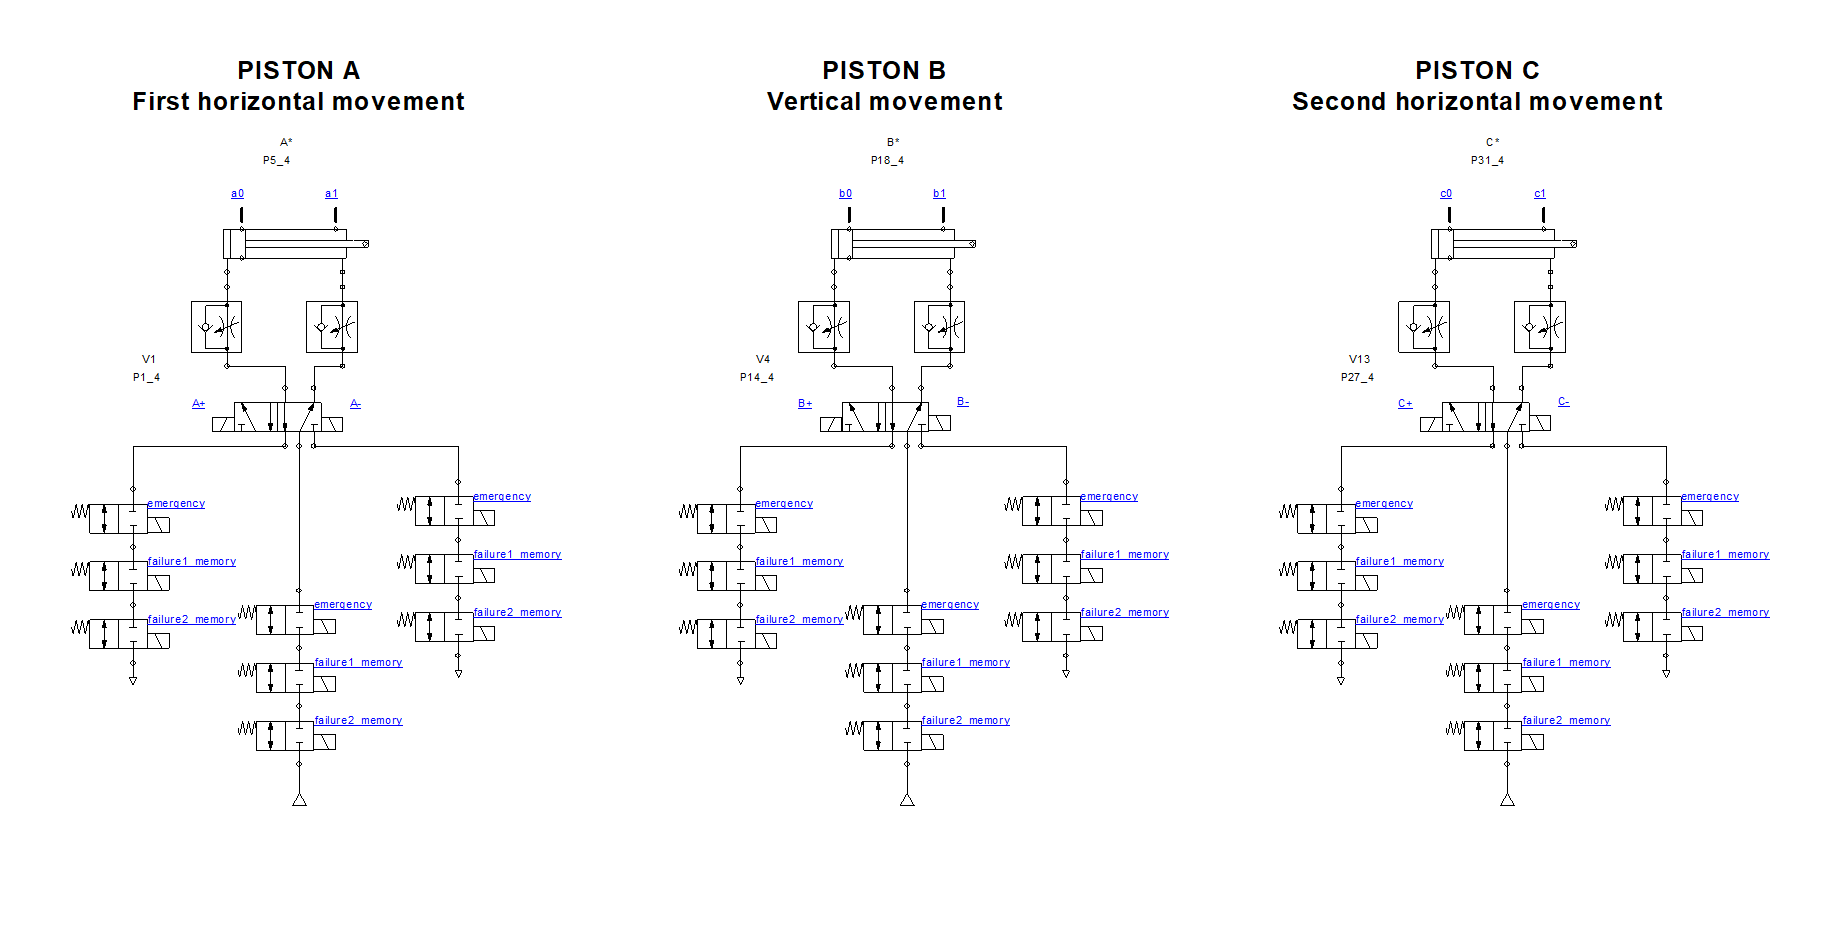 PISTON A
First horizontal movement
A*
P5_4
a0
a1
V1
P1_4
A+
A-
emergency
failure1_memory
failure2_memory
emergency
failure1_memory
failure2_memory
emergency
failure1_memory
failure2_memory
PISTON B
Vertical movement
B*
P18_4
b0
b1
V4
P14_4
B+
B-
emergency
failure1_memory
failure2_memory
emergency
failure1_memory
failure2_memory
emergency
failure1_memory
failure2_memory
PISTON C
Second horizontal movement
C*
P31_4
c0
c1
V13
P27_4
C+
C-
emergency
failure1_memory
failure2_memory
emergency
failure1_memory
failure2_memory
emergency
failure1_memory
failure2_memory